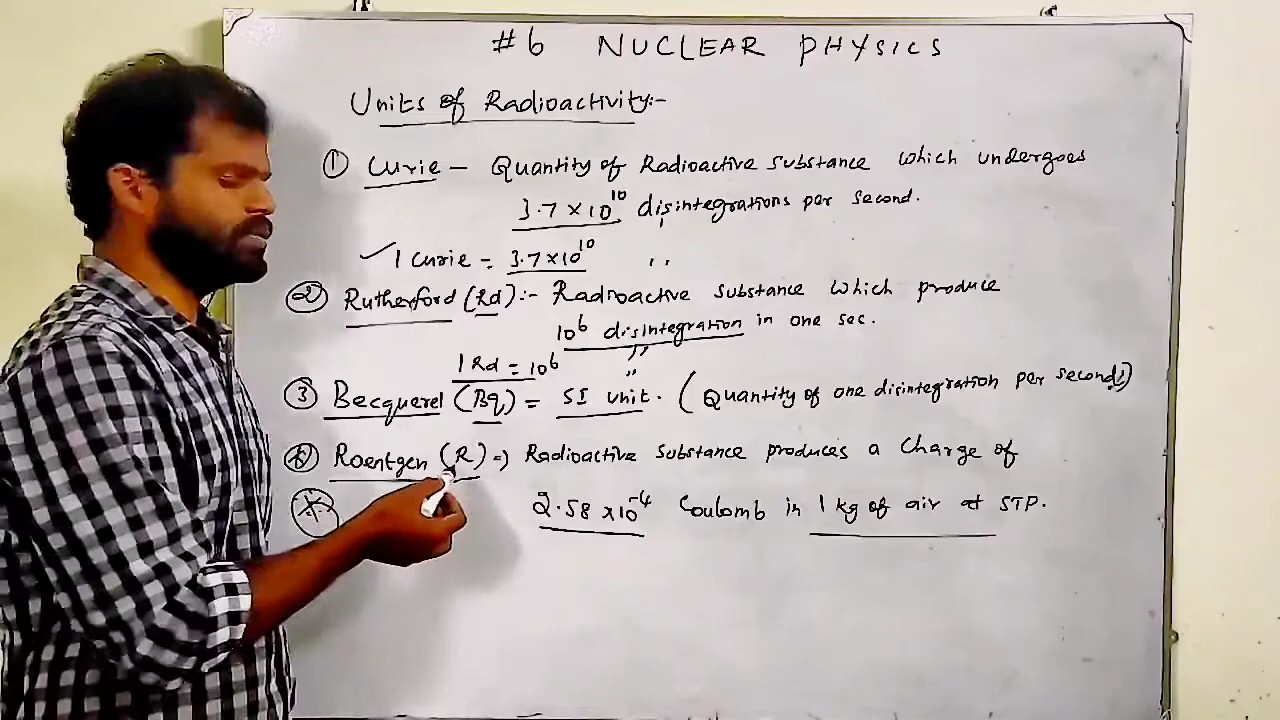 #6 NUCLEAR PHYSICS
Units of Radioactivity:-
① Curie – Quantity of Radioactive Substance which undergoes
3.7 × 10¹⁰ disintegrations per second.
✓ 1 Curie = 3.7×10¹⁰ ,,
② Rutherford (Rd):- Radioactive Substance which produce
10⁶ disintegration in one sec.
1 Rd = 10⁶ ,,
③ Becquerel (Bq) = SI unit. (Quantity of one disintegration per seconds)
Roentgen (R) => Radioactive Substance produces a charge of
2.58 ×10⁻⁴ Coulomb in 1 kg of air at STP.